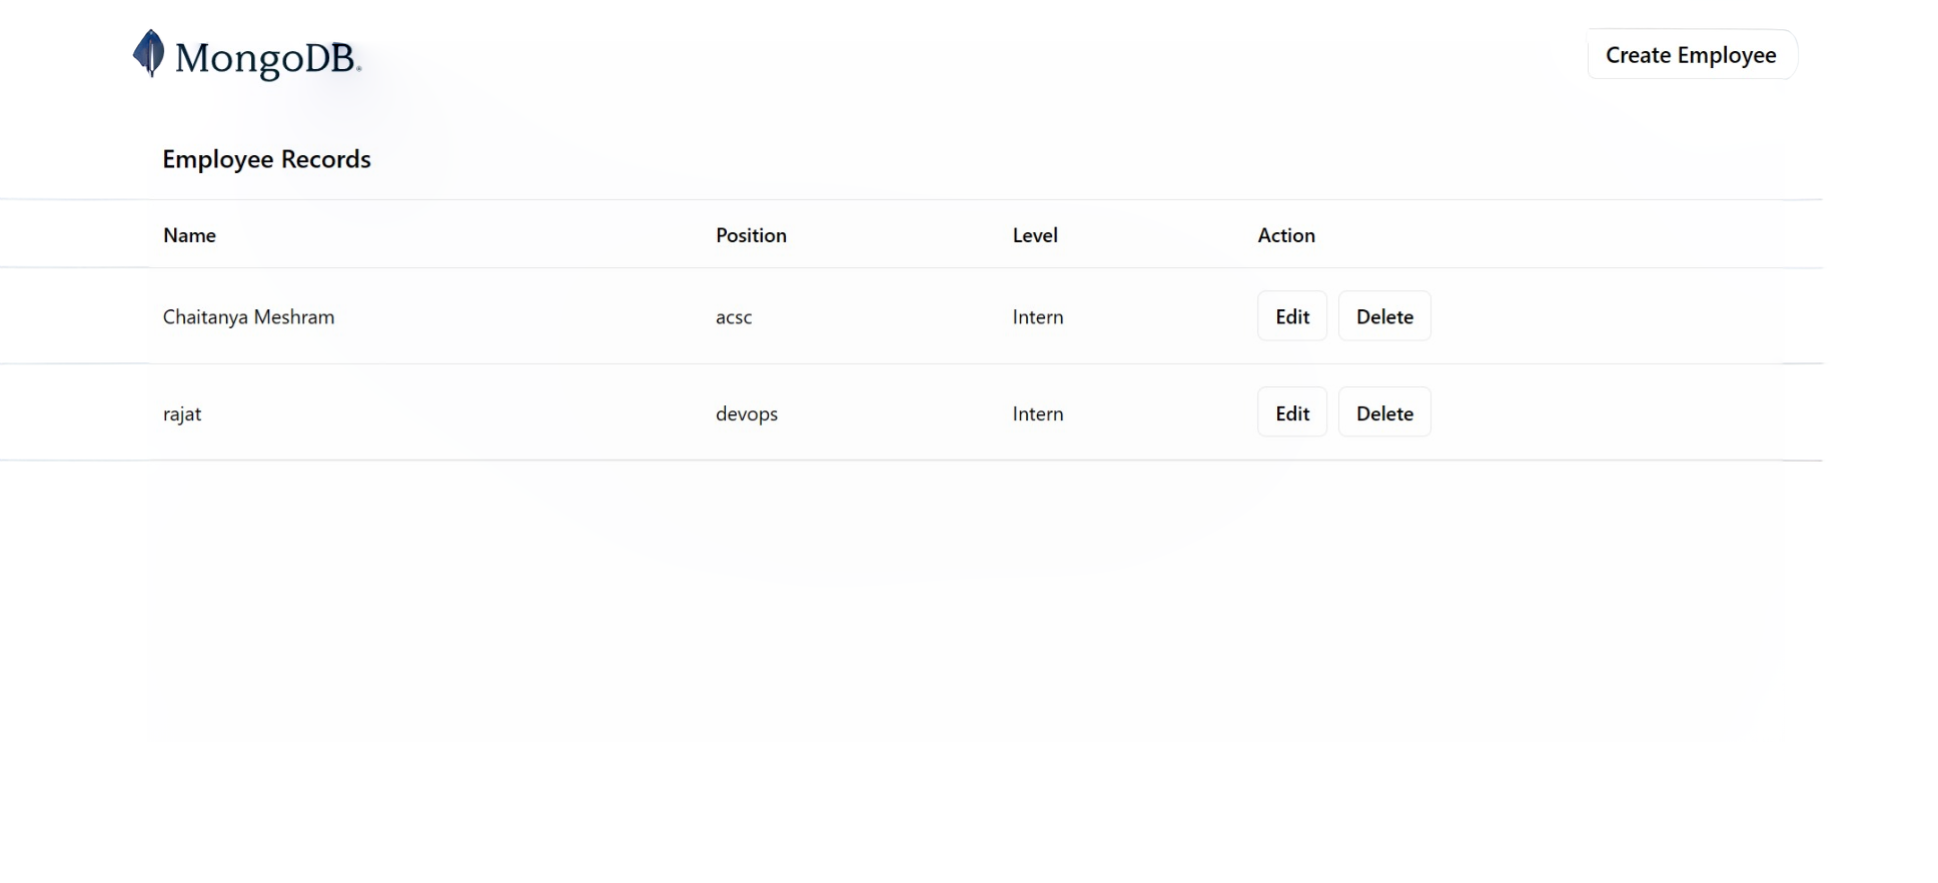 MongoDB.
Create Employee
Employee Records
Name Position Level Action
Chaitanya Meshram acsc Intern Edit Delete
rajat devops Intern Edit Delete